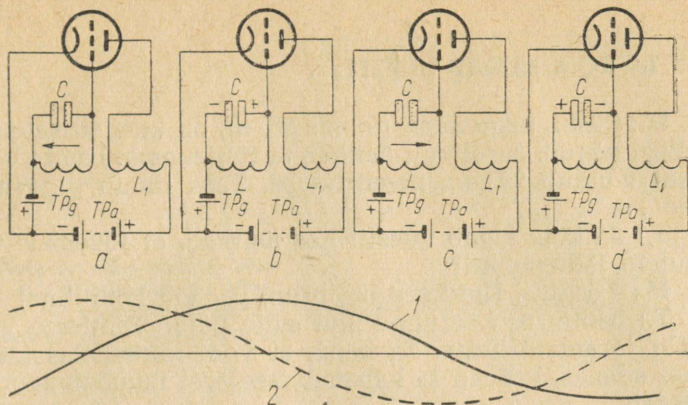 C C C C
- + + -
L L₁ L L₁ L L₁ L L₁
TPg TPa TPg TPa TPg TPa TPg TPa
+ - + + - + + - + + - +
a b c d
1
2